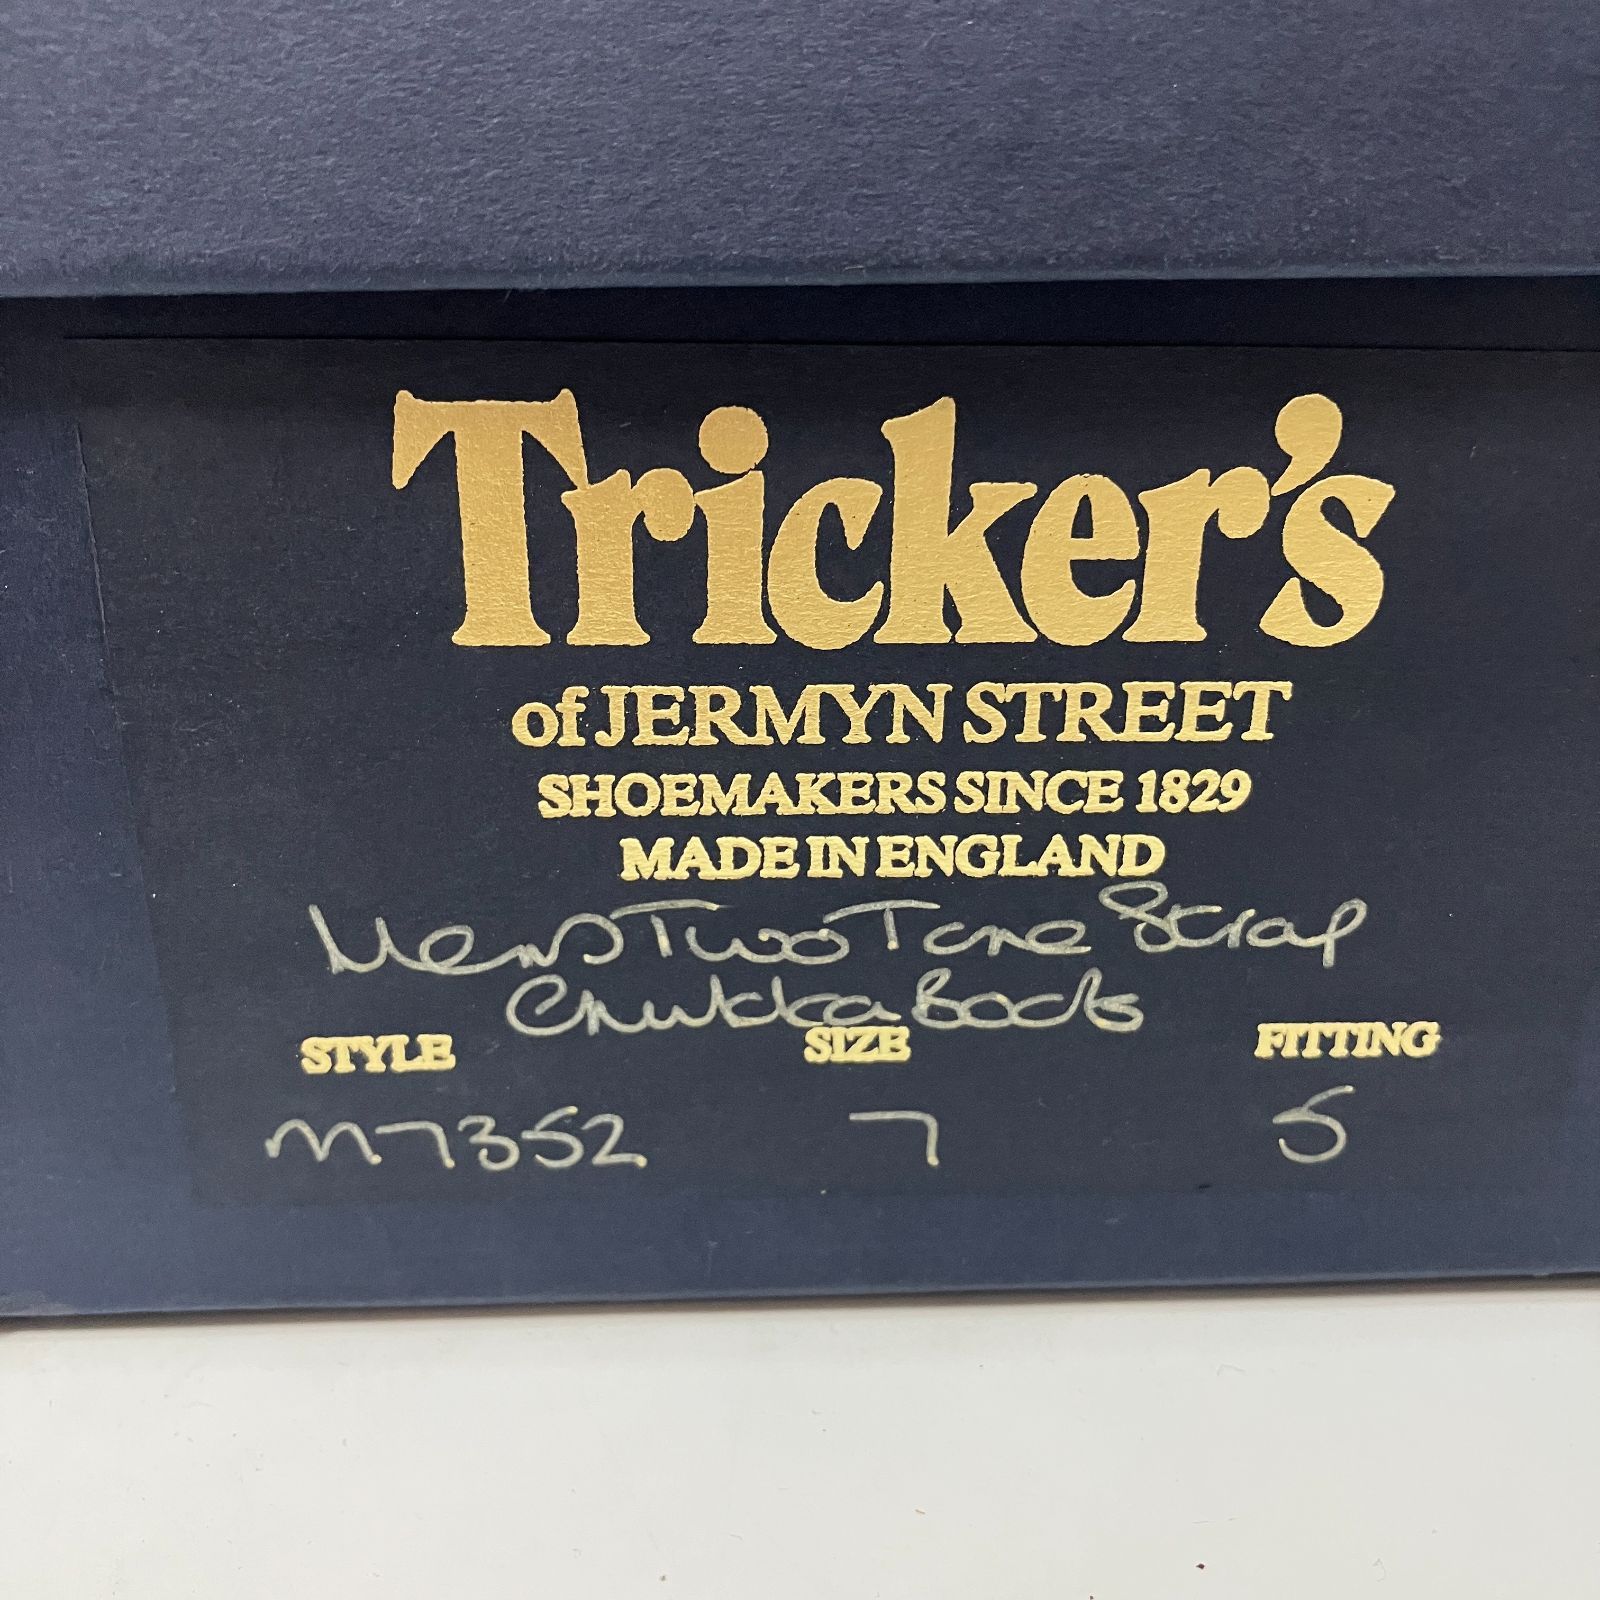 Tricker's
of JERMYN STREET
SHOEMAKERS SINCE 1829
MADE IN ENGLAND
Mens Two Tone Scrap
Chukka Boots
STYLE SIZE FITTING
M7352 7 5